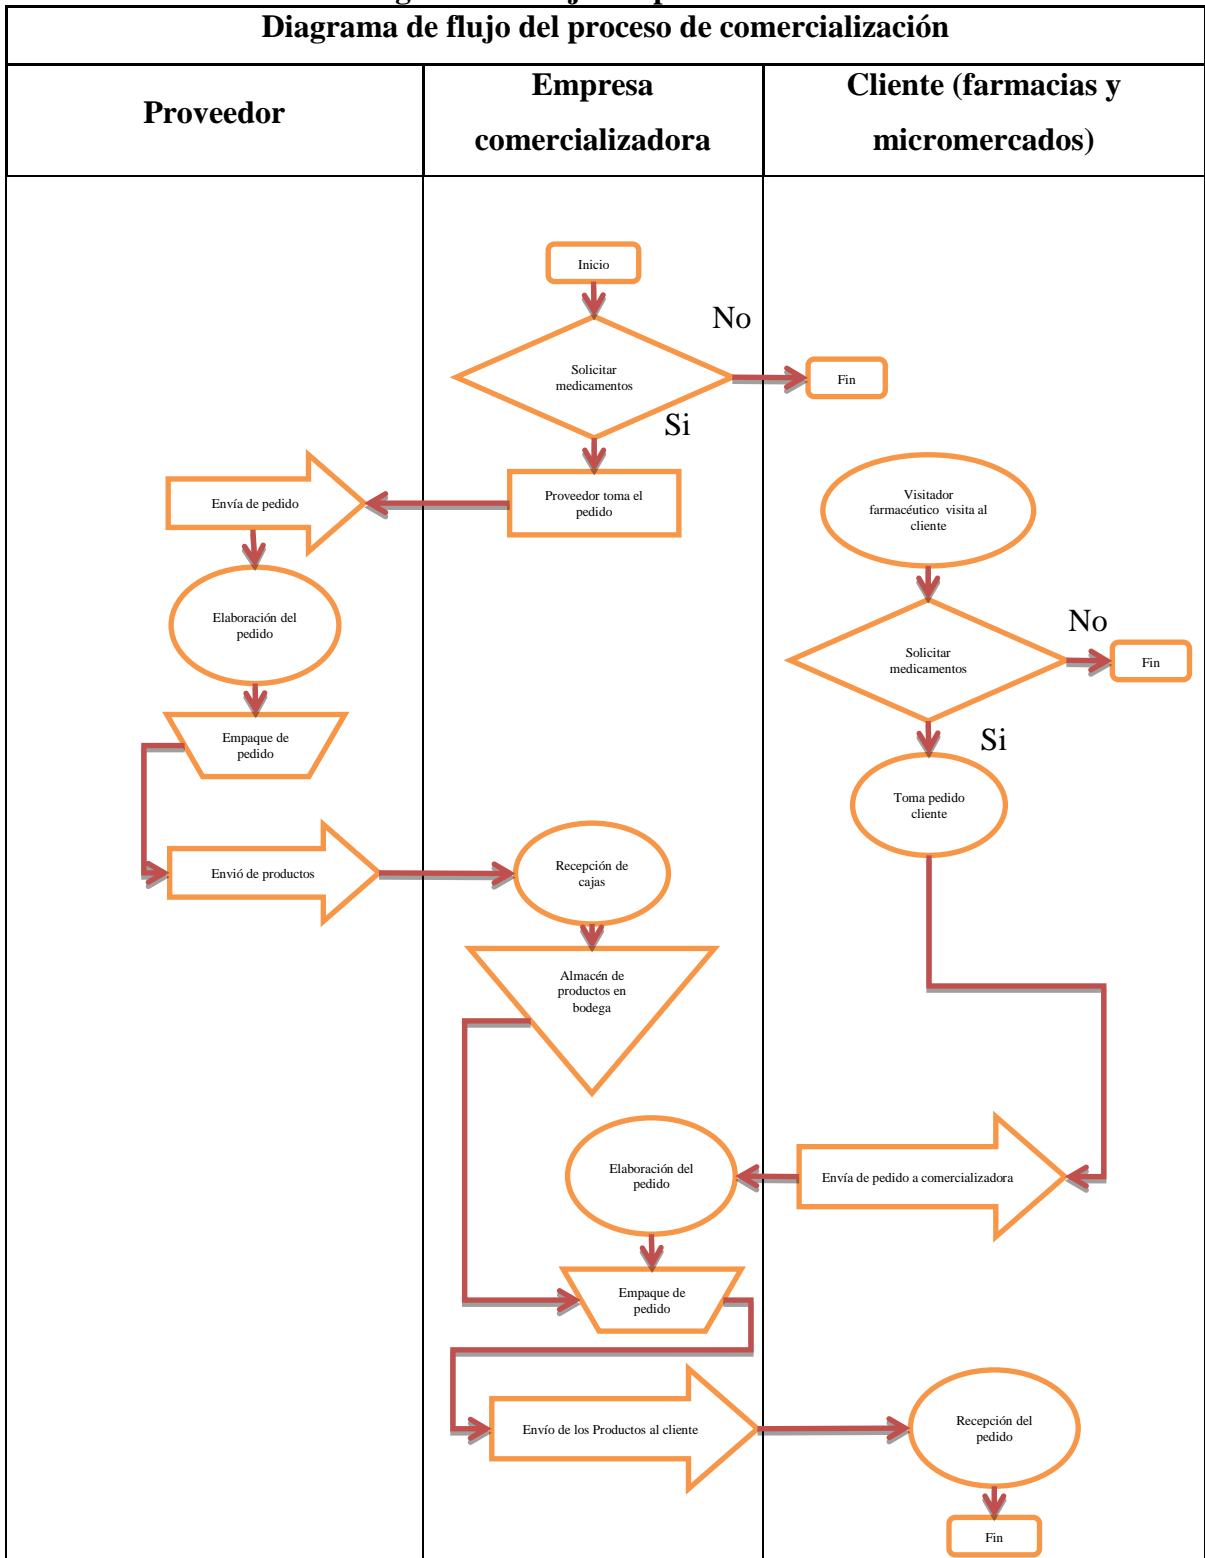 Diagrama de flujo del proceso de comercialización
Proveedor
Empresa
comercializadora
Cliente (farmacias y
micromercados)
Inicio
No
Solicitar
medicamentos
Fin
Si
Proveedor toma el
pedido
Envía de pedido
Visitador
farmacéutico visita al
cliente
Elaboración del
pedido
No
Solicitar
medicamentos
Fin
Empaque de
pedido
Si
Toma pedido
cliente
Envió de productos
Recepción de
cajas
Almacén de
productos en
bodega
Elaboración del
pedido
Envía de pedido a comercializadora
Empaque de
pedido
Envío de los Productos al cliente
Recepción del
pedido
Fin